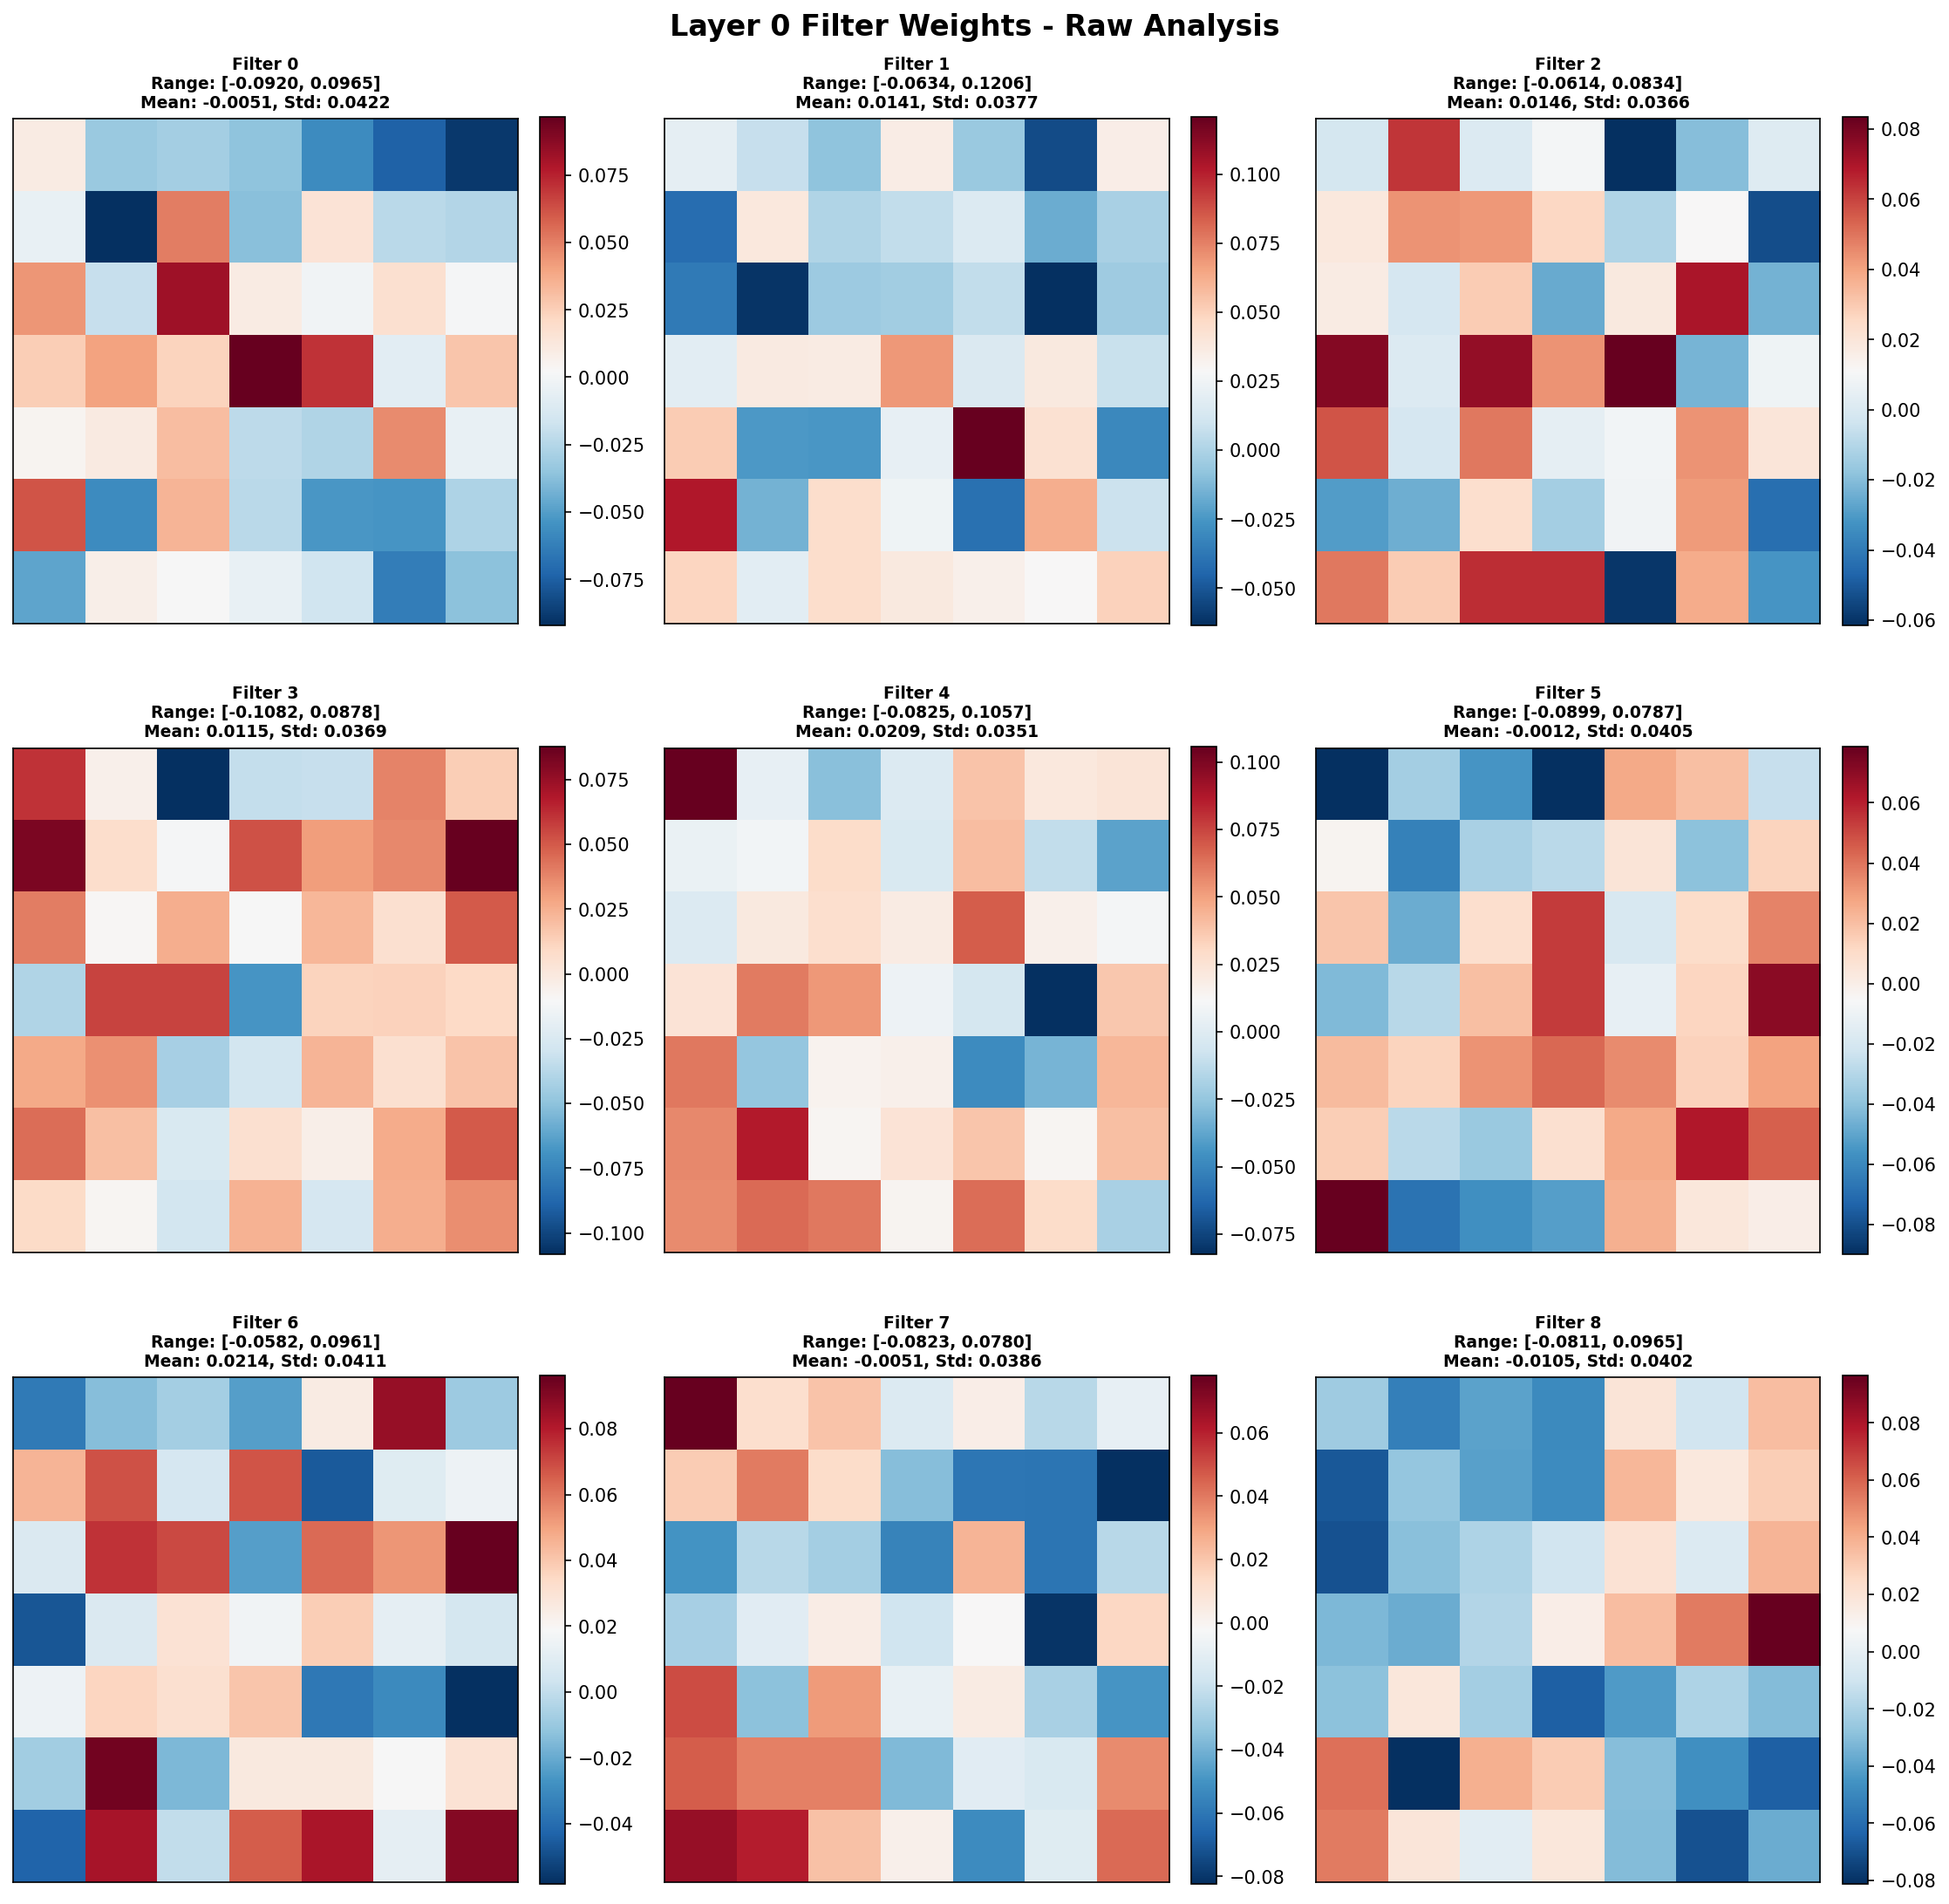 Layer 0 Filter Weights - Raw Analysis
Filter 0
Range: [-0.0920, 0.0965]
Mean: -0.0051, Std: 0.0422
0.075
0.050
0.025
0.000
−0.025
−0.050
−0.075
Filter 1
Range: [-0.0634, 0.1206]
Mean: 0.0141, Std: 0.0377
0.100
0.075
0.050
0.025
0.000
−0.025
−0.050
Filter 2
Range: [-0.0614, 0.0834]
Mean: 0.0146, Std: 0.0366
0.08
0.06
0.04
0.02
0.00
−0.02
−0.04
−0.06
Filter 3
Range: [-0.1082, 0.0878]
Mean: 0.0115, Std: 0.0369
0.075
0.050
0.025
0.000
−0.025
−0.050
−0.075
−0.100
Filter 4
Range: [-0.0825, 0.1057]
Mean: 0.0209, Std: 0.0351
0.100
0.075
0.050
0.025
0.000
−0.025
−0.050
−0.075
Filter 5
Range: [-0.0899, 0.0787]
Mean: -0.0012, Std: 0.0405
0.06
0.04
0.02
0.00
−0.02
−0.04
−0.06
−0.08
Filter 6
Range: [-0.0582, 0.0961]
Mean: 0.0214, Std: 0.0411
0.08
0.06
0.04
0.02
0.00
−0.02
−0.04
Filter 7
Range: [-0.0823, 0.0780]
Mean: -0.0051, Std: 0.0386
0.06
0.04
0.02
0.00
−0.02
−0.04
−0.06
−0.08
Filter 8
Range: [-0.0811, 0.0965]
Mean: -0.0105, Std: 0.0402
0.08
0.06
0.04
0.02
0.00
−0.02
−0.04
−0.06
−0.08